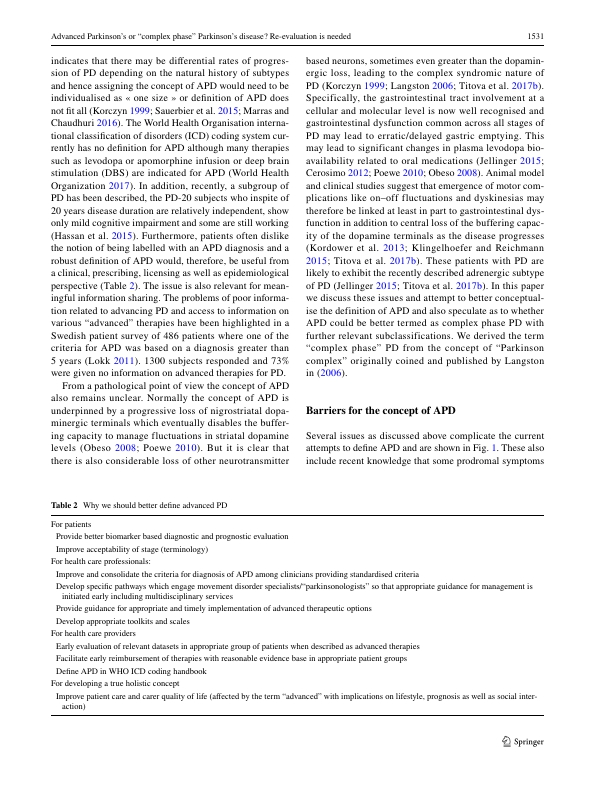 Advanced Parkinson's or “complex phase” Parkinson's disease? Re-evaluation is needed
1531
indicates that there may be differential rates of progres-
sion of PD depending on the natural history of subtypes
and hence assigning the concept of APD would need to be
individualised as « one size » or definition of APD does
not fit all (Korczyn 1999; Sauerbier et al. 2015; Marras and
Chaudhuri 2016). The World Health Organisation interna-
tional classification of disorders (ICD) coding system cur-
rently has no definition for APD although many therapies
such as levodopa or apomorphine infusion or deep brain
stimulation (DBS) are indicated for APD (World Health
Organization 2017). In addition, recently, a subgroup of
PD has been described, the PD-20 subjects who inspite of
20 years disease duration are relatively independent, show
only mild cognitive impairment and some are still working
(Hassan et al. 2015). Furthermore, patients often dislike
the notion of being labelled with an APD diagnosis and a
robust definition of APD would, therefore, be useful from
a clinical, prescribing, licensing as well as epidemiological
perspective (Table 2). The issue is also relevant for mean-
ingful information sharing. The problems of poor informa-
tion related to advancing PD and access to information on
various “advanced” therapies have been highlighted in a
Swedish patient survey of 486 patients where one of the
criteria for APD was based on a diagnosis greater than
5 years (Lokk 2011). 1300 subjects responded and 73%
were given no information on advanced therapies for PD.
From a pathological point of view the concept of APD
also remains unclear. Normally the concept of APD is
underpinned by a progressive loss of nigrostriatal dopa-
minergic terminals which eventually disables the buffer-
ing capacity to manage fluctuations in striatal dopamine
levels (Obeso 2008; Poewe 2010). But it is clear that
there is also considerable loss of other neurotransmitter
based neurons, sometimes even greater than the dopamin-
ergic loss, leading to the complex syndromic nature of
PD (Korczyn 1999; Langston 2006; Titova et al. 2017b).
Specifically, the gastrointestinal tract involvement at a
cellular and molecular level is now well recognised and
gastrointestinal dysfunction common across all stages of
PD may lead to erratic/delayed gastric emptying. This
may lead to significant changes in plasma levodopa bio-
availability related to oral medications (Jellinger 2015;
Cerosimo 2012; Poewe 2010; Obeso 2008). Animal model
and clinical studies suggest that emergence of motor com-
plications like on–off fluctuations and dyskinesias may
therefore be linked at least in part to gastrointestinal dys-
function in addition to central loss of the buffering capac-
ity of the dopamine terminals as the disease progresses
(Kordower et al. 2013; Klingelhoefer and Reichmann
2015; Titova et al. 2017b). These patients with PD are
likely to exhibit the recently described adrenergic subtype
of PD (Jellinger 2015; Titova et al. 2017b). In this paper
we discuss these issues and attempt to better conceptual-
ise the definition of APD and also speculate as to whether
APD could be better termed as complex phase PD with
further relevant subclassifications. We derived the term
“complex phase” PD from the concept of “Parkinson
complex” originally coined and published by Langston
in (2006).
Barriers for the concept of APD
Several issues as discussed above complicate the current
attempts to define APD and are shown in Fig. 1. These also
include recent knowledge that some prodromal symptoms
Table 2 Why we should better define advanced PD
For patients
Provide better biomarker based diagnostic and prognostic evaluation
Improve acceptability of stage (terminology)
For health care professionals:
Improve and consolidate the criteria for diagnosis of APD among clinicians providing standardised criteria
Develop specific pathways which engage movement disorder specialists/“parkinsonologists” so that appropriate guidance for management is
initiated early including multidisciplinary services
Provide guidance for appropriate and timely implementation of advanced therapeutic options
Develop appropriate toolkits and scales
For health care providers
Early evaluation of relevant datasets in appropriate group of patients when described as advanced therapies
Facilitate early reimbursement of therapies with reasonable evidence base in appropriate patient groups
Define APD in WHO ICD coding handbook
For developing a true holistic concept
Improve patient care and carer quality of life (affected by the term “advanced” with implications on lifestyle, prognosis as well as social inter-
action)
Springer